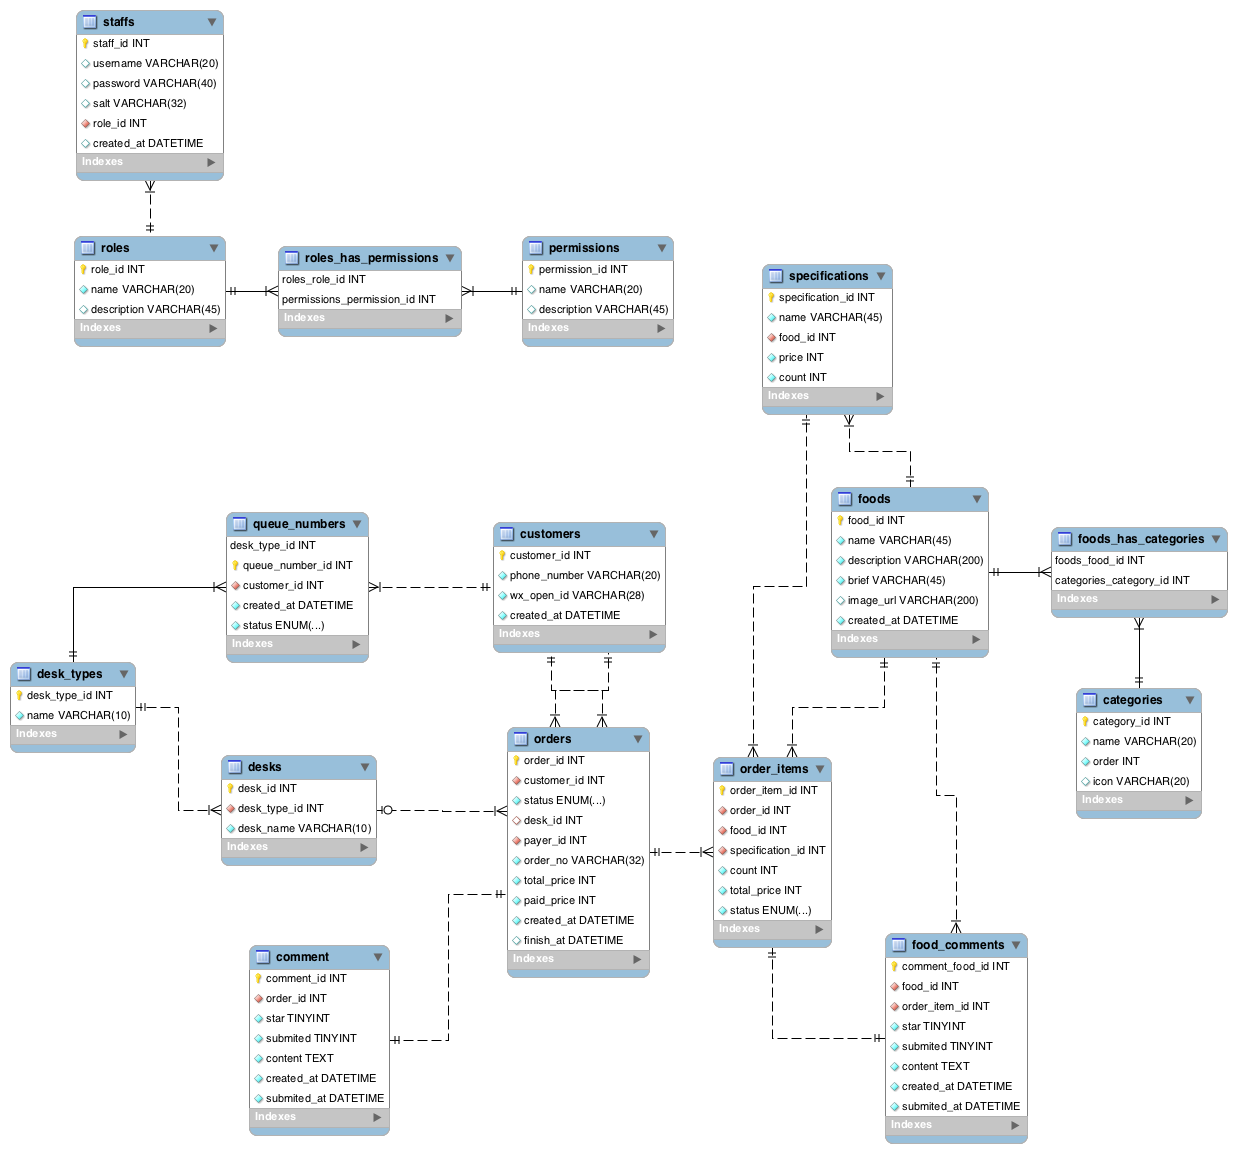 staffs
staff_id INT
username VARCHAR(20)
password VARCHAR(40)
salt VARCHAR(32)
role_id INT
created_at DATETIME
Indexes
roles
role_id INT
name VARCHAR(20)
description VARCHAR(45)
Indexes
roles_has_permissions
roles_role_id INT
permissions_permission_id INT
Indexes
permissions
permission_id INT
name VARCHAR(20)
description VARCHAR(45)
Indexes
specifications
specification_id INT
name VARCHAR(45)
food_id INT
price INT
count INT
Indexes
queue_numbers
desk_type_id INT
queue_number_id INT
customer_id INT
created_at DATETIME
status ENUM(...)
Indexes
customers
customer_id INT
phone_number VARCHAR(20)
wx_open_id VARCHAR(28)
created_at DATETIME
Indexes
foods
food_id INT
name VARCHAR(45)
description VARCHAR(200)
brief VARCHAR(45)
image_url VARCHAR(200)
created_at DATETIME
Indexes
foods_has_categories
foods_food_id INT
categories_category_id INT
Indexes
desk_types
desk_type_id INT
name VARCHAR(10)
Indexes
categories
category_id INT
name VARCHAR(20)
order INT
icon VARCHAR(20)
Indexes
desks
desk_id INT
desk_type_id INT
desk_name VARCHAR(10)
Indexes
orders
order_id INT
customer_id INT
status ENUM(...)
desk_id INT
payer_id INT
order_no VARCHAR(32)
total_price INT
paid_price INT
created_at DATETIME
finish_at DATETIME
Indexes
order_items
order_item_id INT
order_id INT
food_id INT
specification_id INT
count INT
total_price INT
status ENUM(...)
Indexes
comment
comment_id INT
order_id INT
star TINYINT
submited TINYINT
content TEXT
created_at DATETIME
submited_at DATETIME
Indexes
food_comments
comment_food_id INT
food_id INT
order_item_id INT
star TINYINT
submited TINYINT
content TEXT
created_at DATETIME
submited_at DATETIME
Indexes